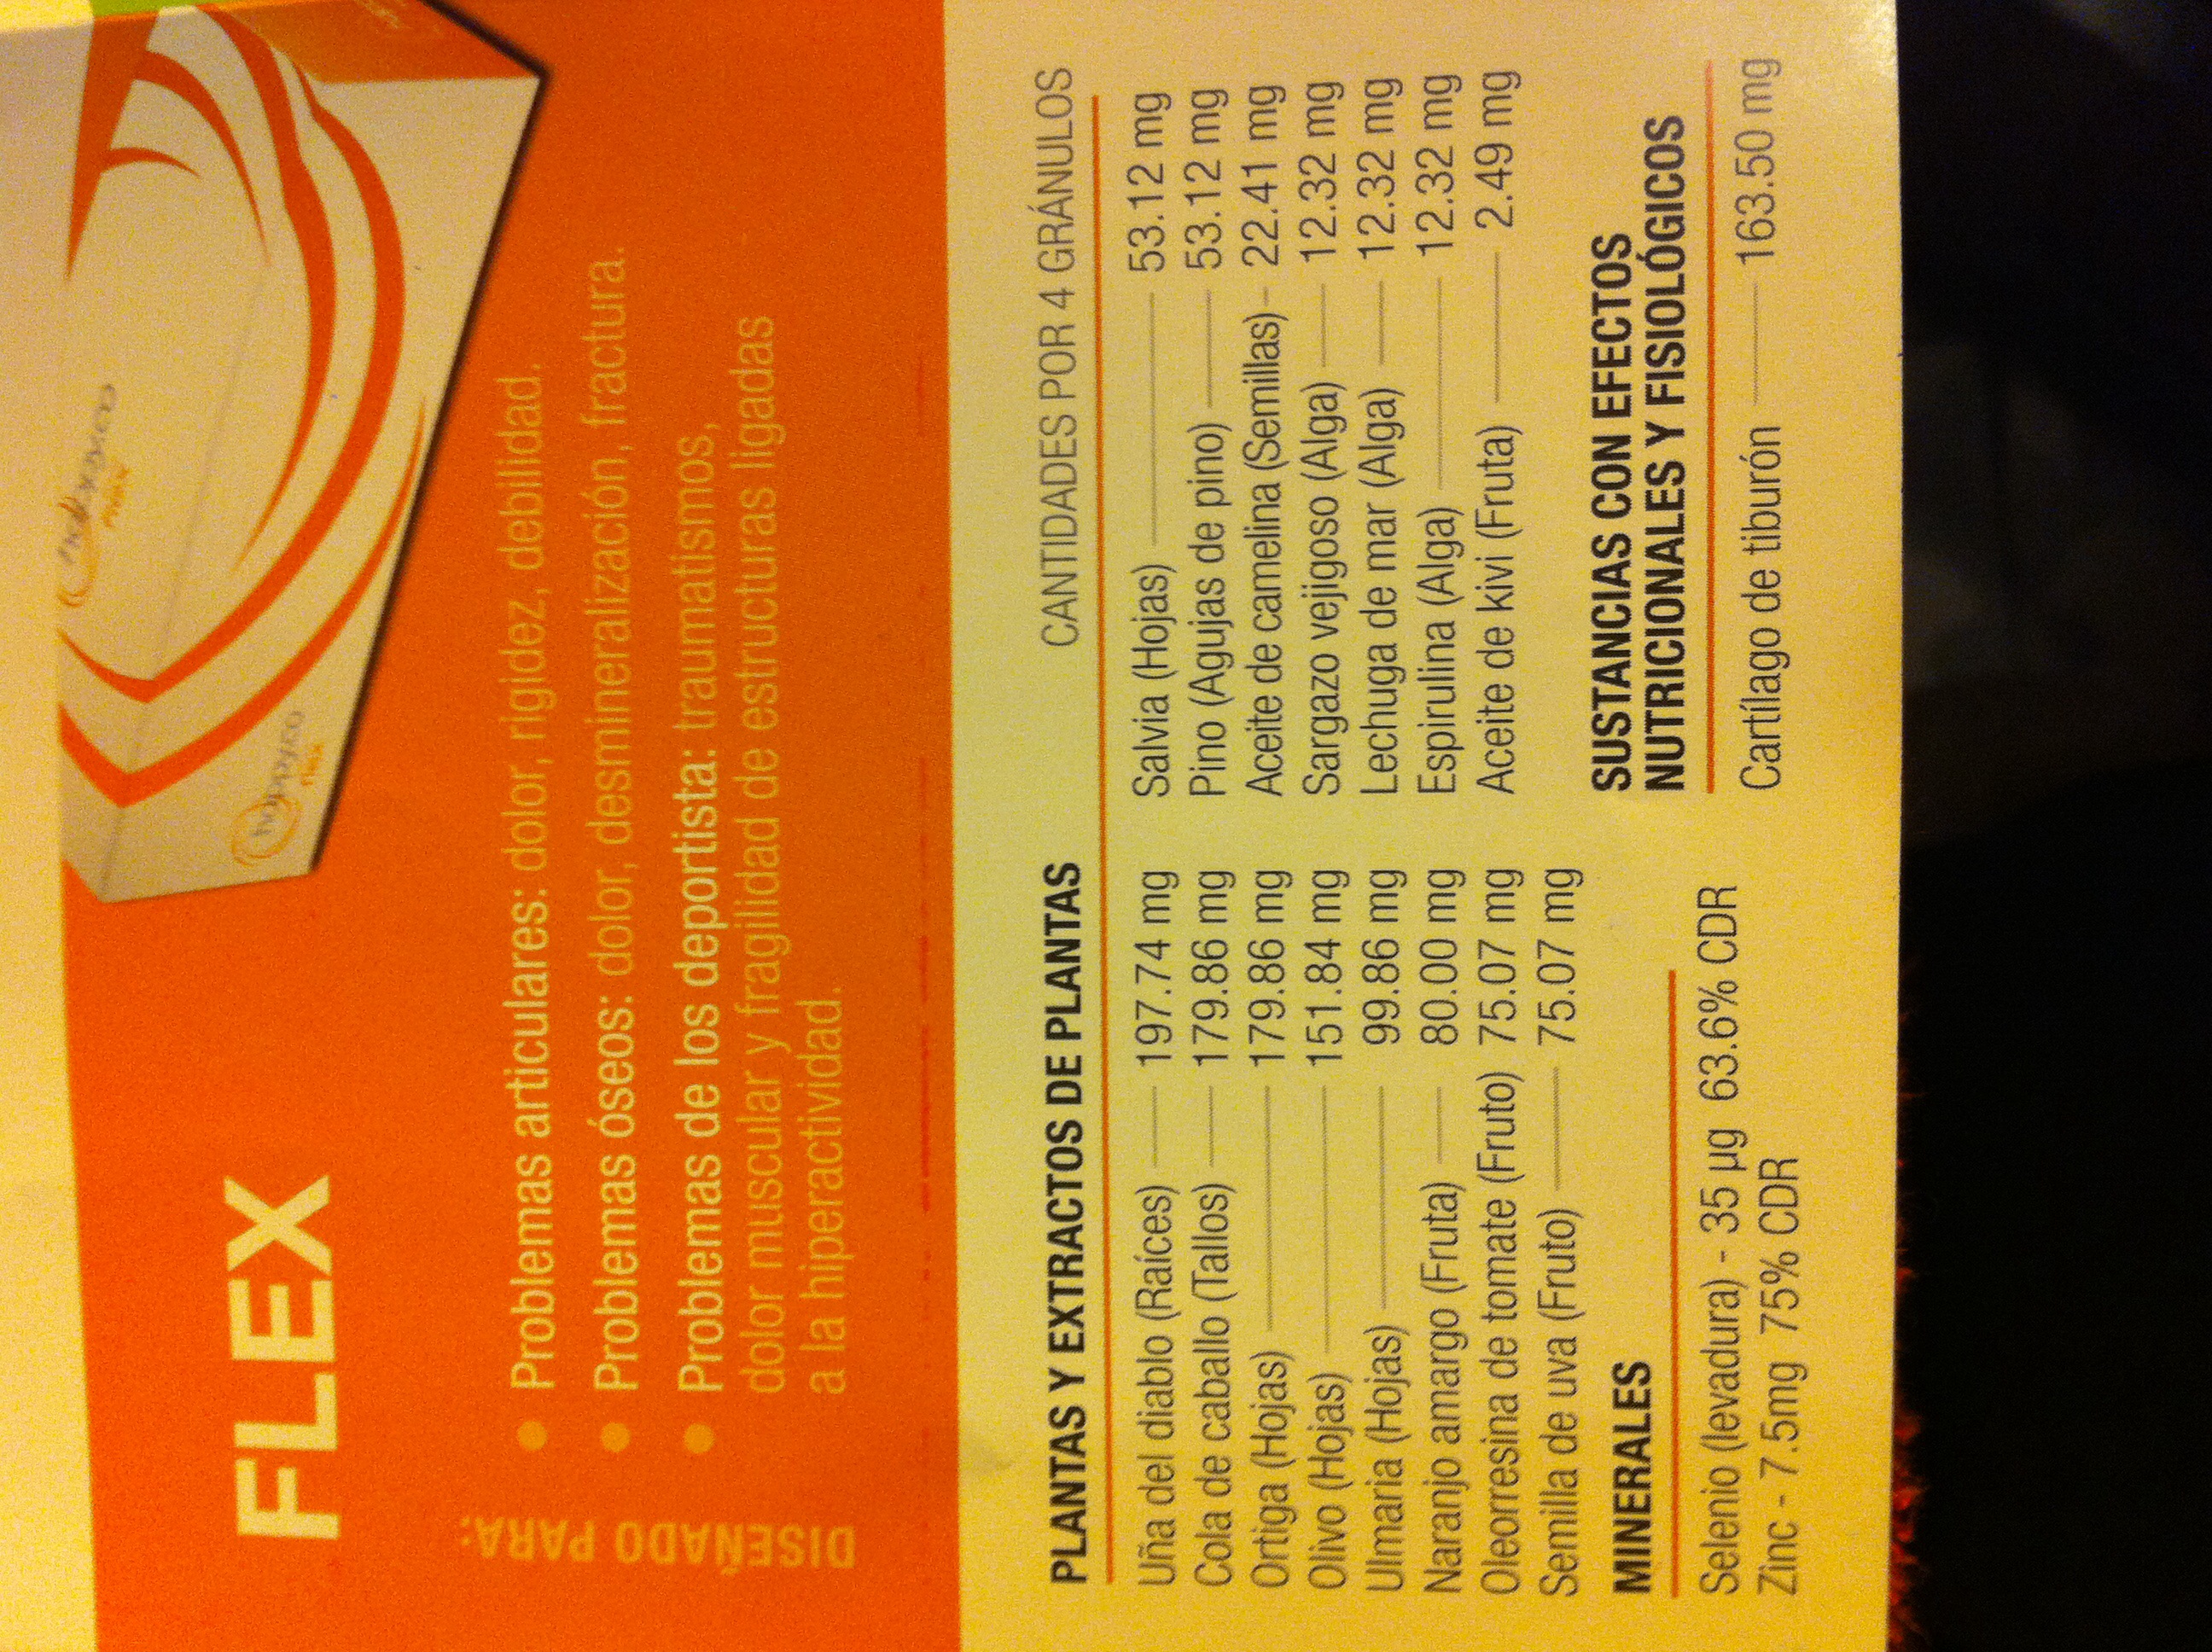 FLEX
DISEÑADO PARA:
● Problemas articulares: dolor, rigidez, debilidad.
● Problemas óseos: dolor, desmineralización, fractura.
● Problemas de los deportista: traumatismos,
dolor muscular y fragilidad de estructuras ligadas
a la hiperactividad.
PLANTAS Y EXTRACTOS DE PLANTAS CANTIDADES POR 4 GRÁNULOS
Uña del diablo (Raíces) 197.74 mg
Cola de caballo (Tallos) 179.86 mg
Ortiga (Hojas) 179.86 mg
Olivo (Hojas) 151.84 mg
Ulmaria (Hojas) 99.86 mg
Naranjo amargo (Fruta) 80.00 mg
Oleorresina de tomate (Fruto) 75.07 mg
Semilla de uva (Fruto) 75.07 mg
Salvia (Hojas) 53.12 mg
Pino (Agujas de pino) 53.12 mg
Aceite de camelina (Semillas) - 22.41 mg
Sargazo vejigoso (Alga) 12.32 mg
Lechuga de mar (Alga) 12.32 mg
Espirulina (Alga) 12.32 mg
Aceite de kivi (Fruta) 2.49 mg
MINERALES
Selenio (levadura) - 35 µg 63.6% CDR
Zinc - 7.5mg 75% CDR
SUSTANCIAS CON EFECTOS
NUTRICIONALES Y FISIOLÓGICOS
Cartílago de tiburón 163.50 mg